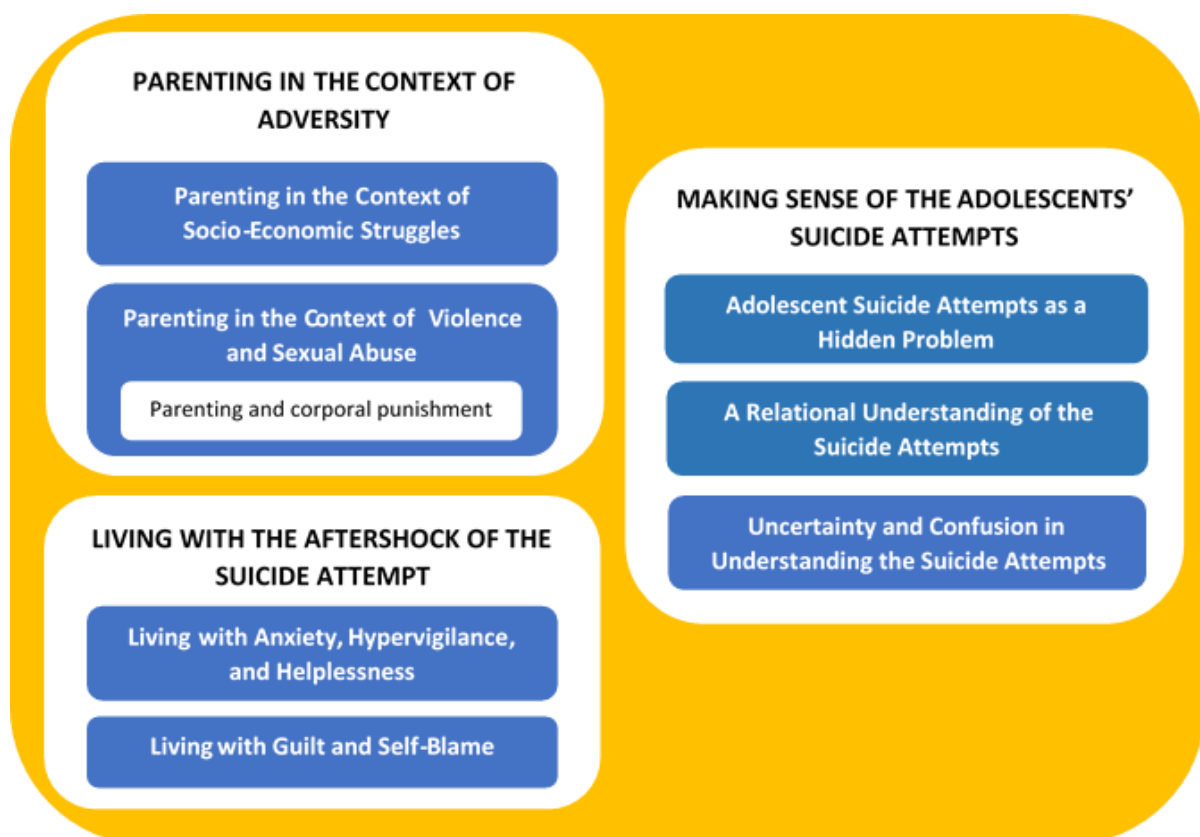 PARENTING IN THE CONTEXT OF
ADVERSITY
Parenting in the Context of
Socio-Economic Struggles
Parenting in the Context of Violence
and Sexual Abuse
Parenting and corporal punishment
LIVING WITH THE AFTERSHOCK OF THE
SUICIDE ATTEMPT
Living with Anxiety, Hypervigilance,
and Helplessness
Living with Guilt and Self-Blame
MAKING SENSE OF THE ADOLESCENTS’
SUICIDE ATTEMPTS
Adolescent Suicide Attempts as a
Hidden Problem
A Relational Understanding of the
Suicide Attempts
Uncertainty and Confusion in
Understanding the Suicide Attempts